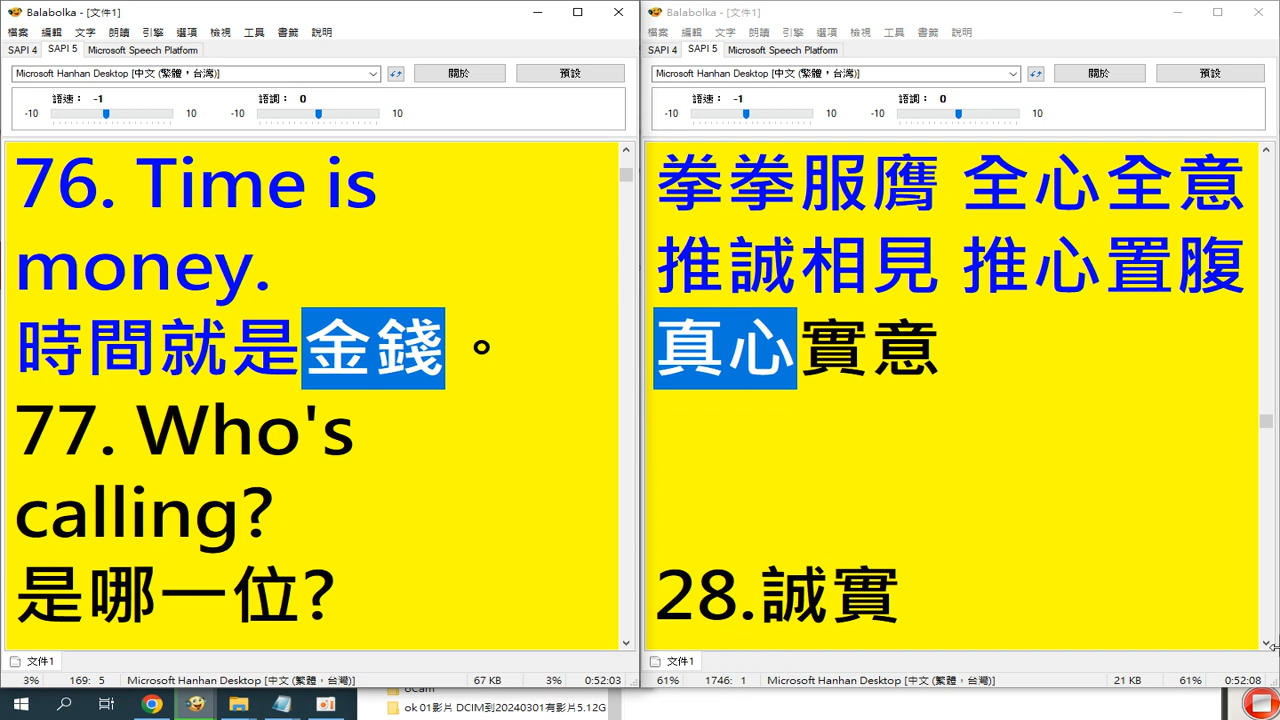 Balabolka - [文件1]
檔案 編輯 文字 朗讀 引擎 選項 檢視 工具 書籤 說明
SAPI 4 SAPI 5 Microsoft Speech Platform
Microsoft Hanhan Desktop [中文 (繁體，台灣)] 關於 預設
語速： -1 語調： 0
-10 10 -10 10
76. Time is
money.
時間就是金錢。
77. Who's
calling?
是哪一位?
文件1
3% 169: 5 Microsoft Hanhan Desktop [中文 (繁體，台灣)] 67 KB 3% 0:52:03
Balabolka - [文件1]
檔案 編輯 文字 朗讀 引擎 選項 檢視 工具 書籤 說明
SAPI 4 SAPI 5 Microsoft Speech Platform
Microsoft Hanhan Desktop [中文 (繁體，台灣)] 關於 預設
語速： -1 語調： 0
-10 10 -10 10
拳拳服膺 全心全意
推誠相見 推心置腹
真心實意
28.誠實
文件1
61% 1746: 1 Microsoft Hanhan Desktop [中文 (繁體，台灣)] 21 KB 61% 0:52:08
oCam
ok 01影片 DCIM到20240301有影片5.12G